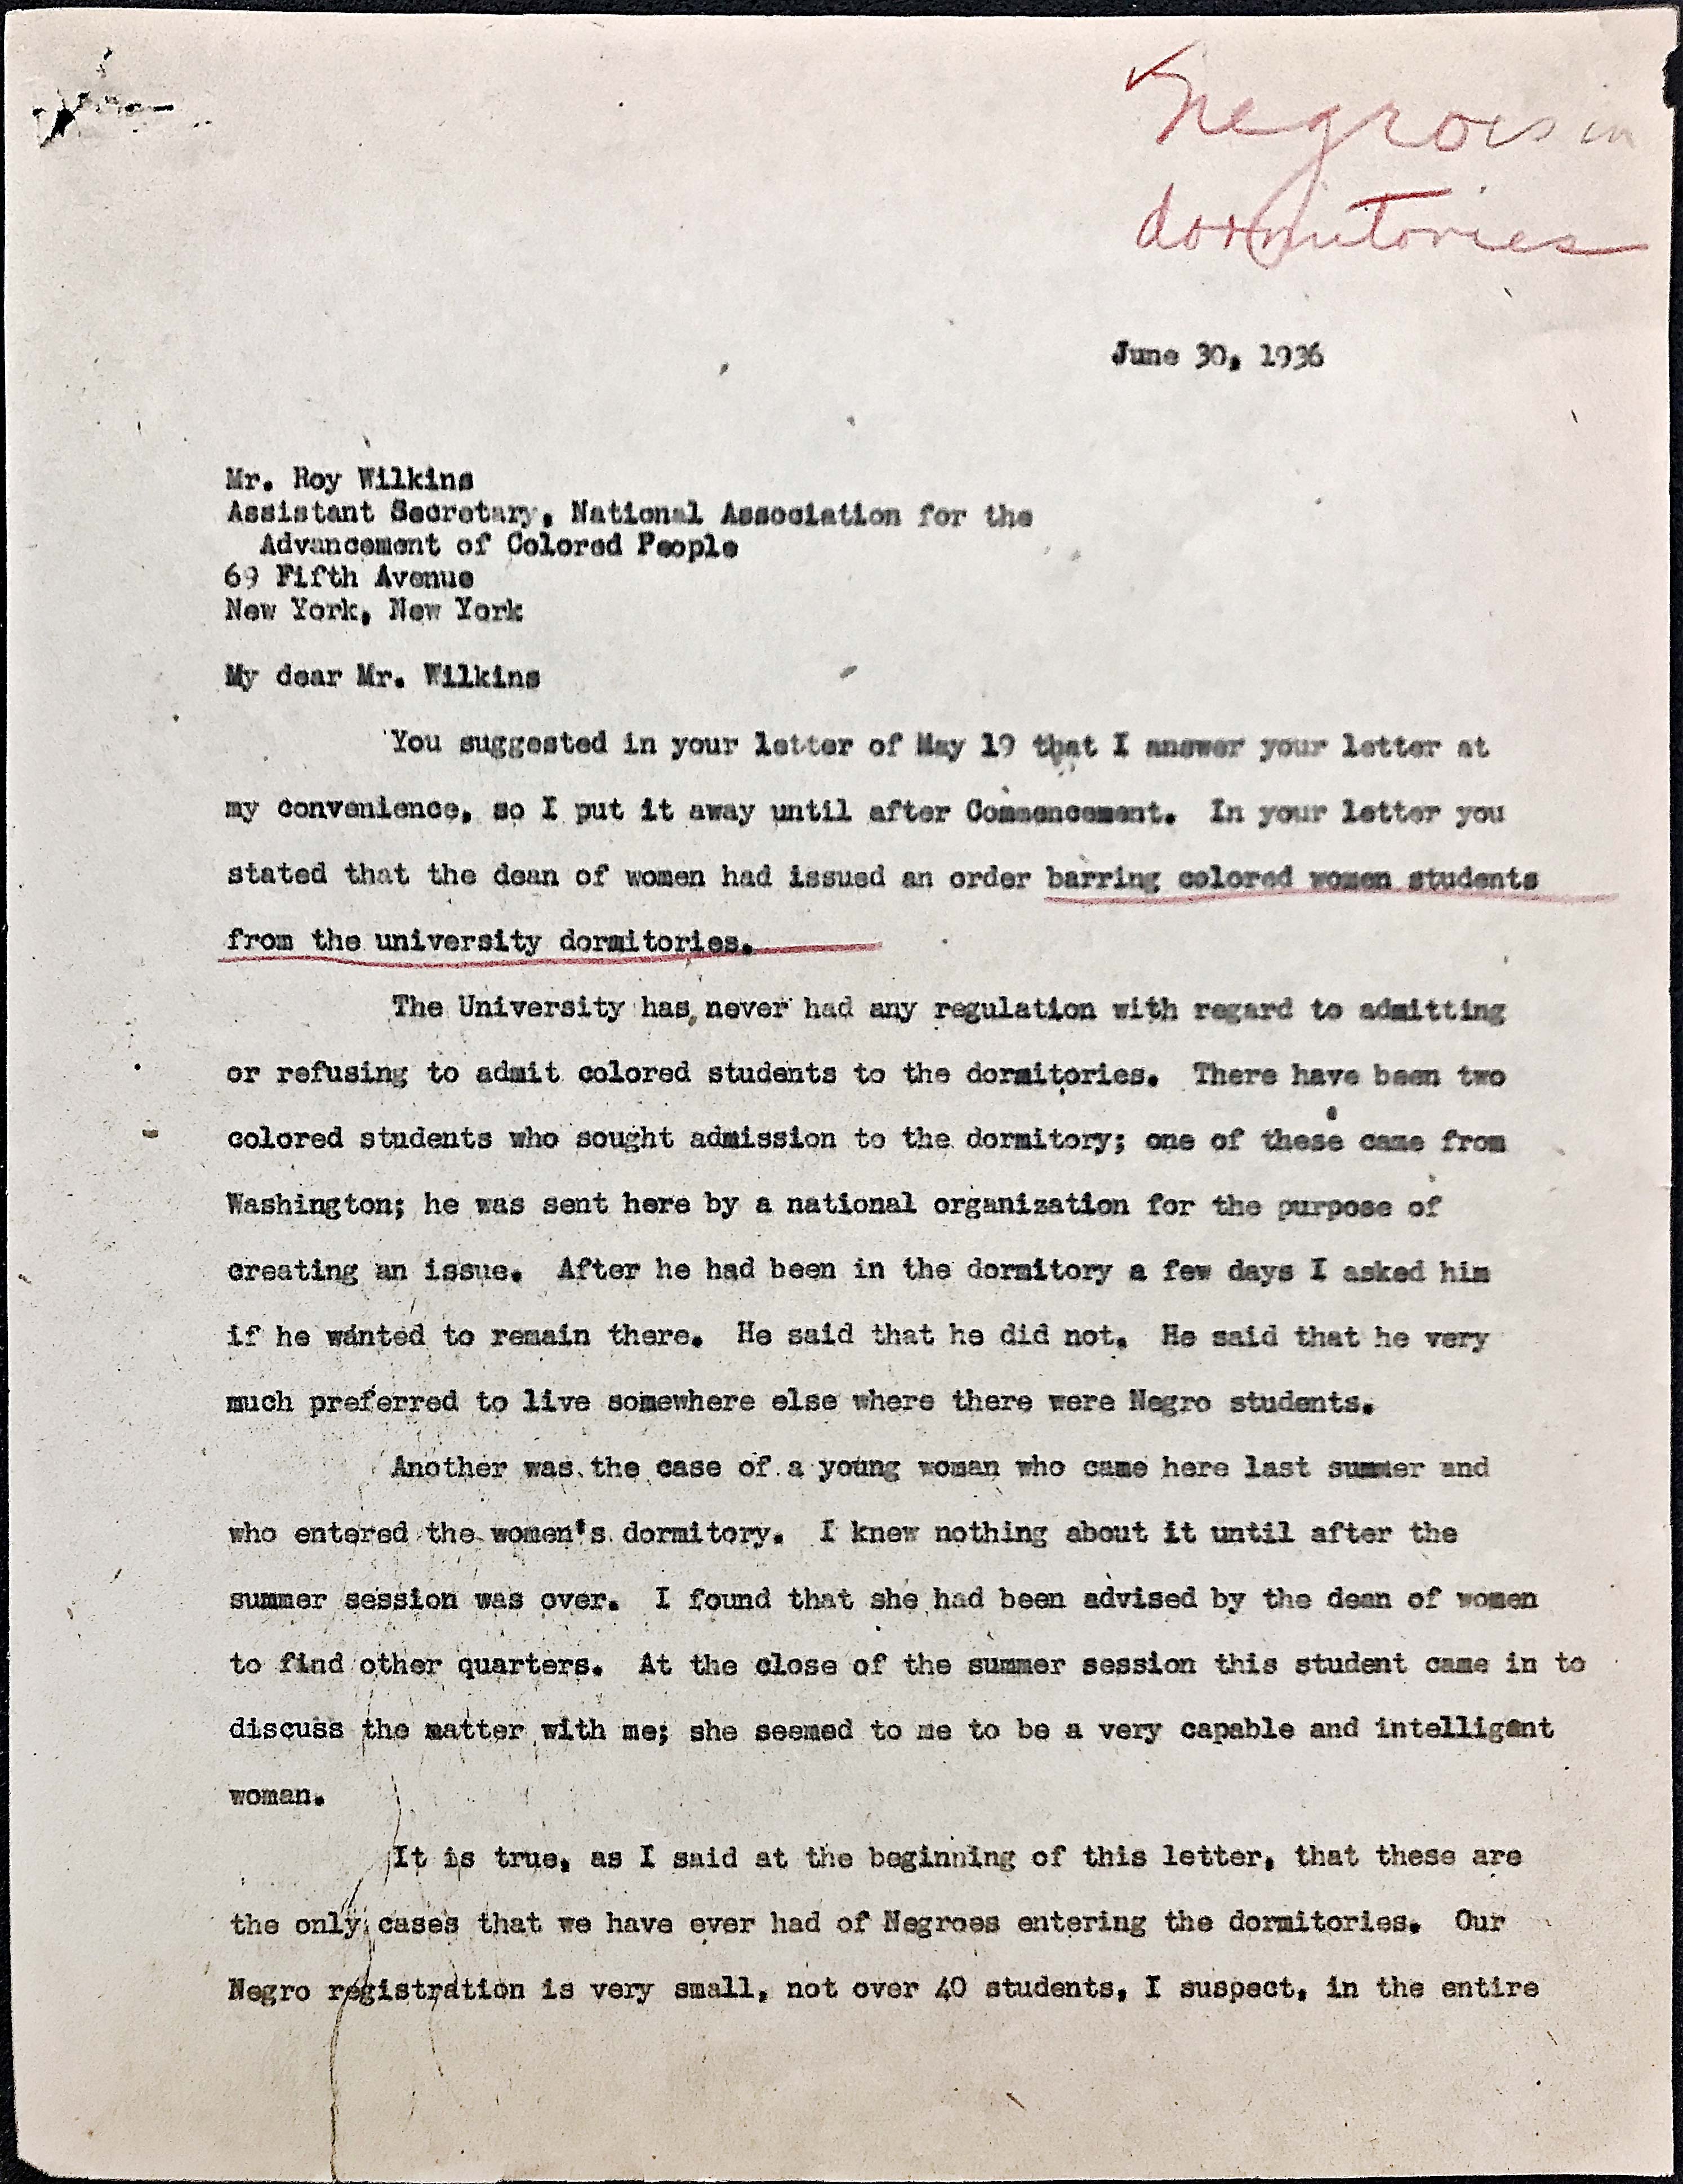 Negroes in
dormitories
June 30, 1936
Mr. Roy Wilkins
Assistant Secretary, National Association for the
Advancement of Colored People
69 Fifth Avenue
New York, New York
My dear Mr. Wilkins
You suggested in your letter of May 19 that I answer your letter at
my convenience, so I put it away until after Commencement. In your letter you
stated that the dean of women had issued an order barring colored women students
from the university dormitories.
The University has never had any regulation with regard to admitting
or refusing to admit colored students to the dormitories. There have been two
colored students who sought admission to the dormitory; one of these came from
Washington; he was sent here by a national organization for the purpose of
creating an issue. After he had been in the dormitory a few days I asked him
if he wanted to remain there. He said that he did not. He said that he very
much preferred to live somewhere else where there were Negro students.
Another was the case of a young woman who came here last summer and
who entered the women's dormitory. I knew nothing about it until after the
summer session was over. I found that she had been advised by the dean of women
to find other quarters. At the close of the summer session this student came in to
discuss the matter with me; she seemed to me to be a very capable and intelligent
woman.
It is true, as I said at the beginning of this letter, that these are
the only cases that we have ever had of Negroes entering the dormitories. Our
Negro registration is very small, not over 40 students, I suspect, in the entire